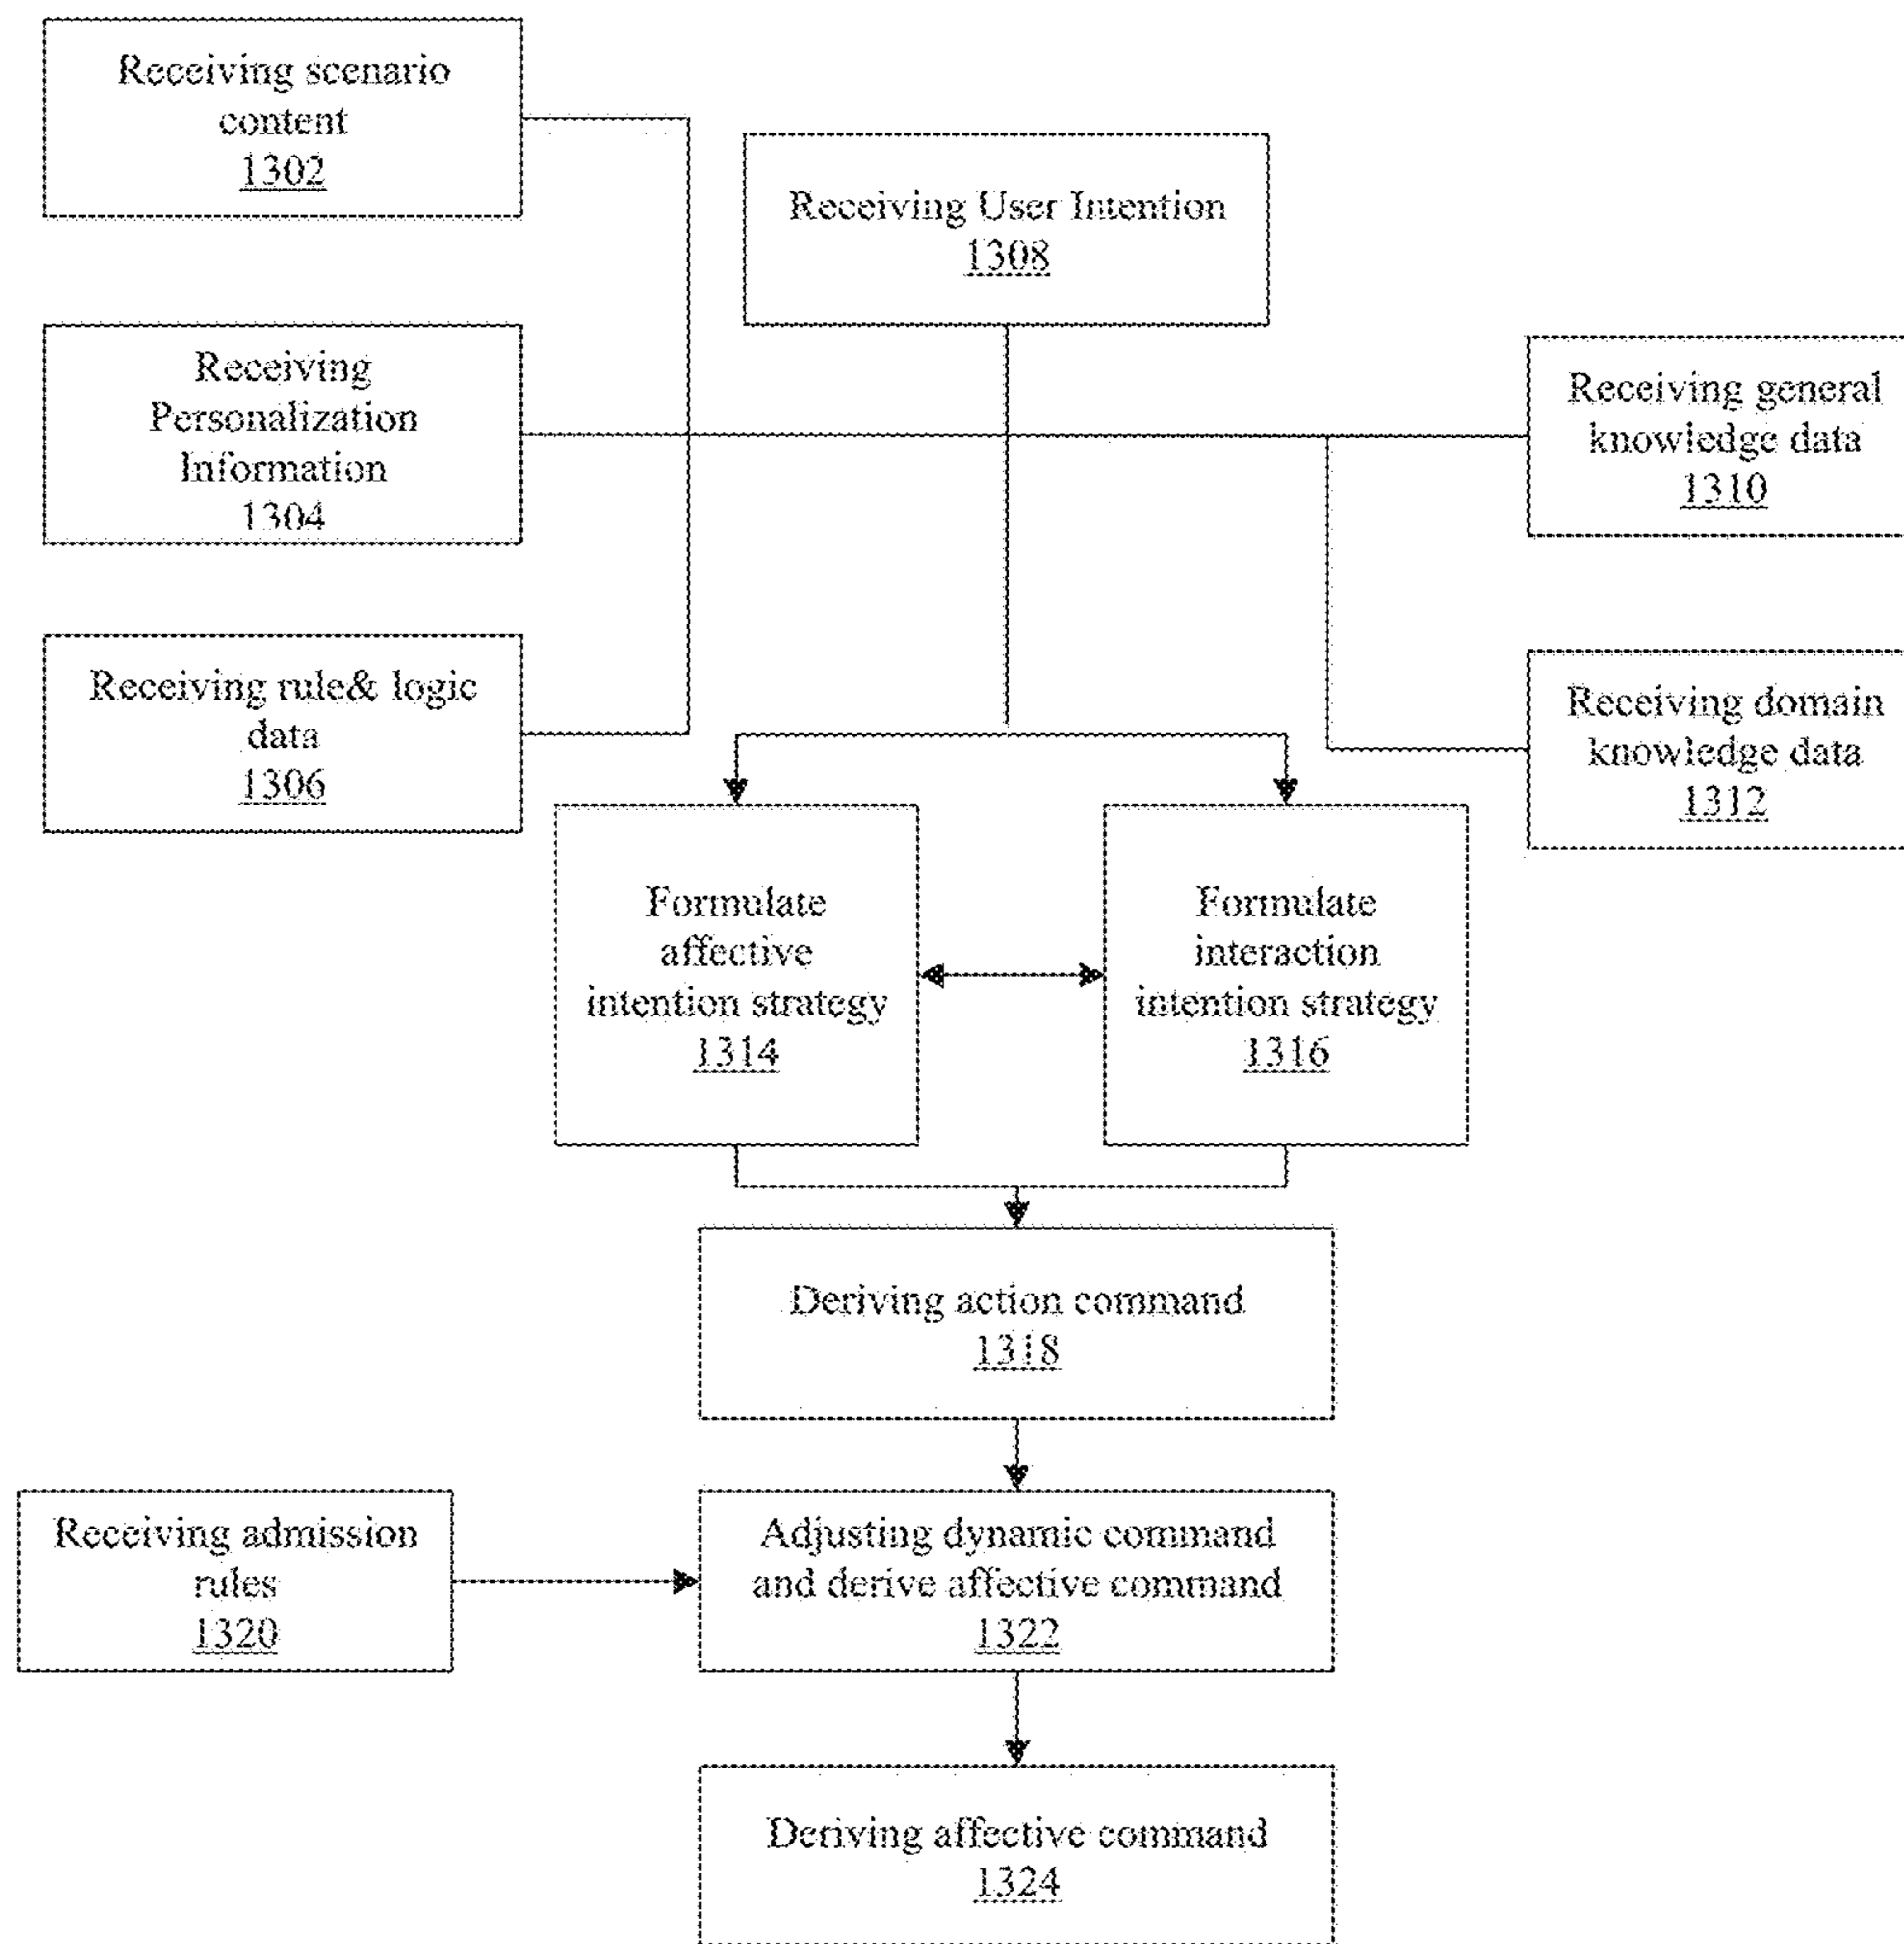 Receiving scenario
content
1302
Receiving User Intention
1308
Receiving
Personalization
Information
1304
Receiving general
knowledge data
1310
Receiving rule& logic
data
1306
Receiving domain
knowledge data
1312
Formulate
affective
intention strategy
1314
Formulate
interaction
intention strategy
1316
Deriving action command
1318
Receiving admission
rules
1320
Adjusting dynamic command
and derive affective command
1322
Deriving affective command
1324